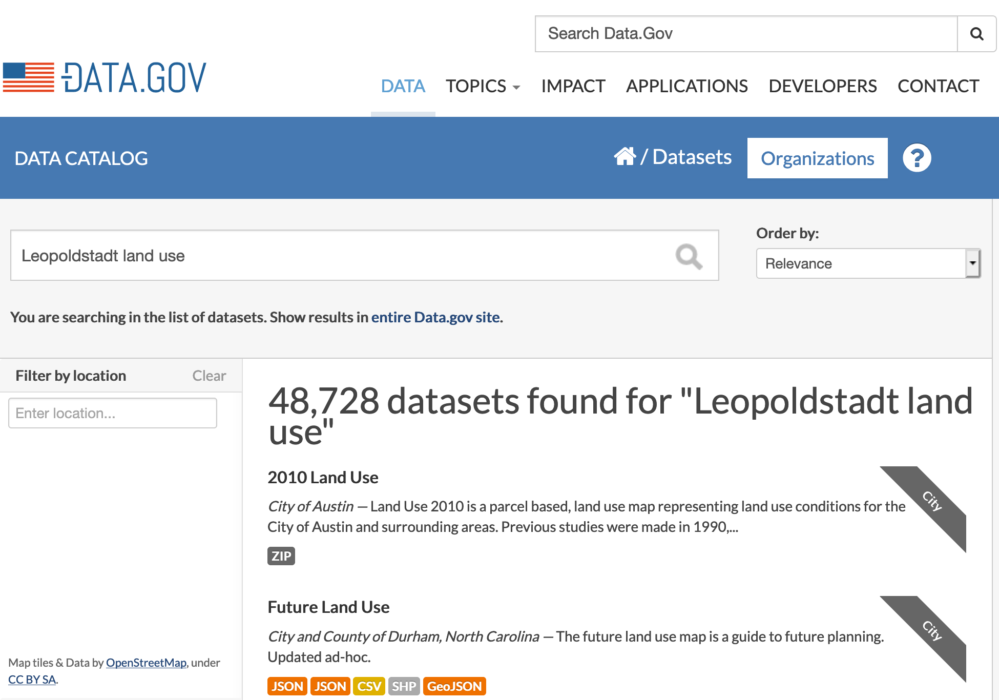 Search Data.Gov
DATA.GOV
DATA TOPICS IMPACT APPLICATIONS DEVELOPERS CONTACT
DATA CATALOG
/ Datasets Organizations ?
Leopoldstadt land use
Order by:
Relevance
You are searching in the list of datasets. Show results in entire Data.gov site.
Filter by location Clear
Enter location...
Map tiles & Data by OpenStreetMap, under
CC BY SA.
48,728 datasets found for "Leopoldstadt land
use"
2010 Land Use
City
City of Austin — Land Use 2010 is a parcel based, land use map representing land use conditions for the
City of Austin and surrounding areas. Previous studies were made in 1990,...
ZIP
Future Land Use
City
City and County of Durham, North Carolina — The future land use map is a guide to future planning.
Updated ad-hoc.
JSON JSON CSV SHP GeoJSON